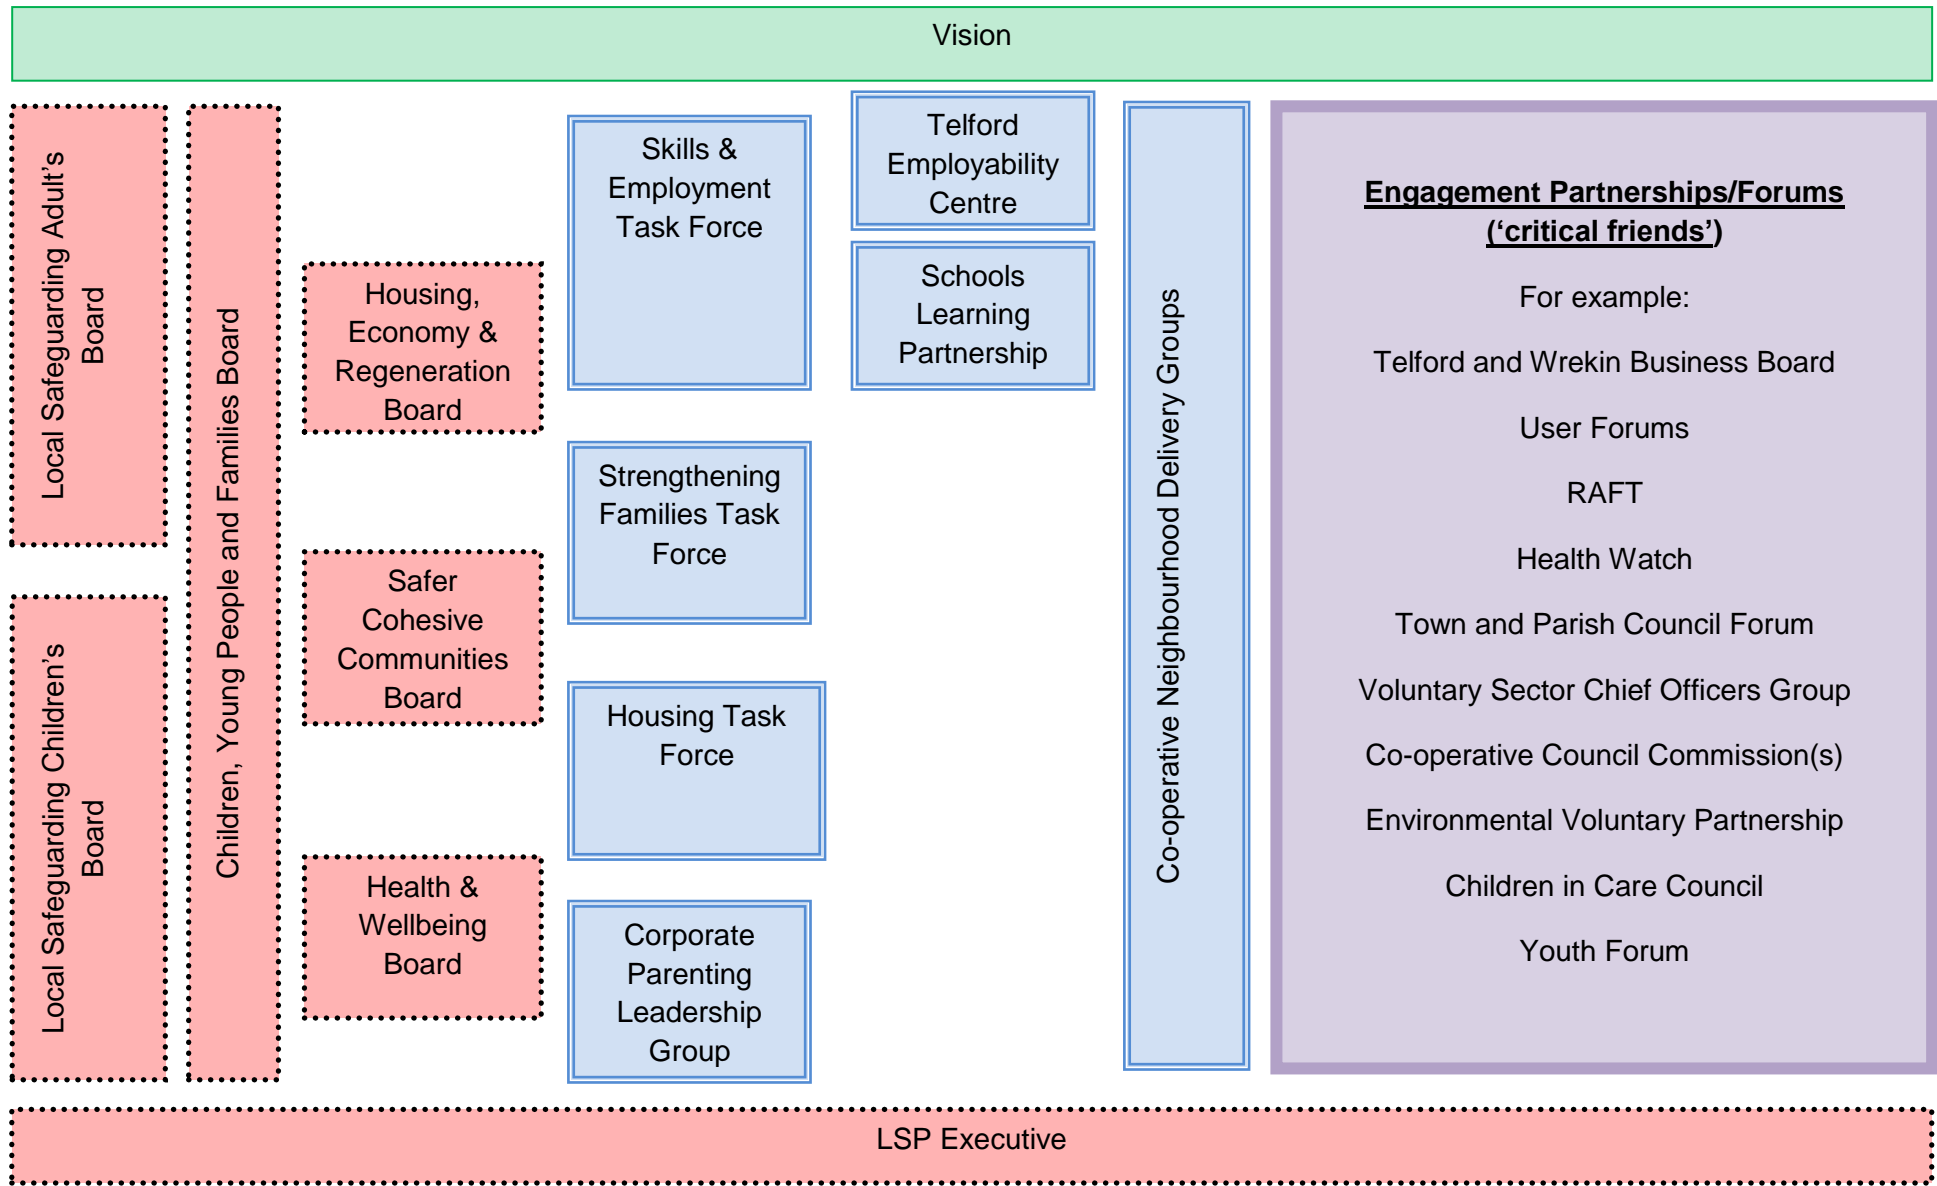 Vision
Local Safeguarding Adult's
Board
Local Safeguarding Children's
Board
Children, Young People and Families Board
Housing,
Economy &
Regeneration
Board
Safer
Cohesive
Communities
Board
Health &
Wellbeing
Board
Skills &
Employment
Task Force
Strengthening
Families Task
Force
Housing Task
Force
Corporate
Parenting
Leadership
Group
Telford
Employability
Centre
Schools
Learning
Partnership
Co-operative Neighbourhood Delivery Groups
Engagement Partnerships/Forums
(‘critical friends’)
For example:
Telford and Wrekin Business Board
User Forums
RAFT
Health Watch
Town and Parish Council Forum
Voluntary Sector Chief Officers Group
Co-operative Council Commission(s)
Environmental Voluntary Partnership
Children in Care Council
Youth Forum
LSP Executive